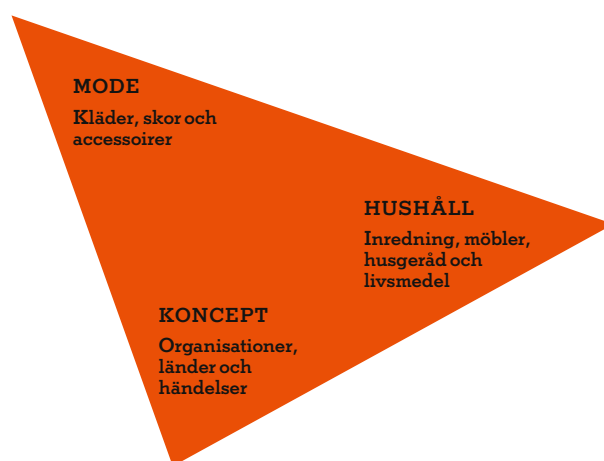 MODE
Kläder, skor och
accessoirer
HUSHÅLL
Inredning, möbler,
husgeråd och
livsmedel
KONCEPT
Organisationer,
länder och
händelser